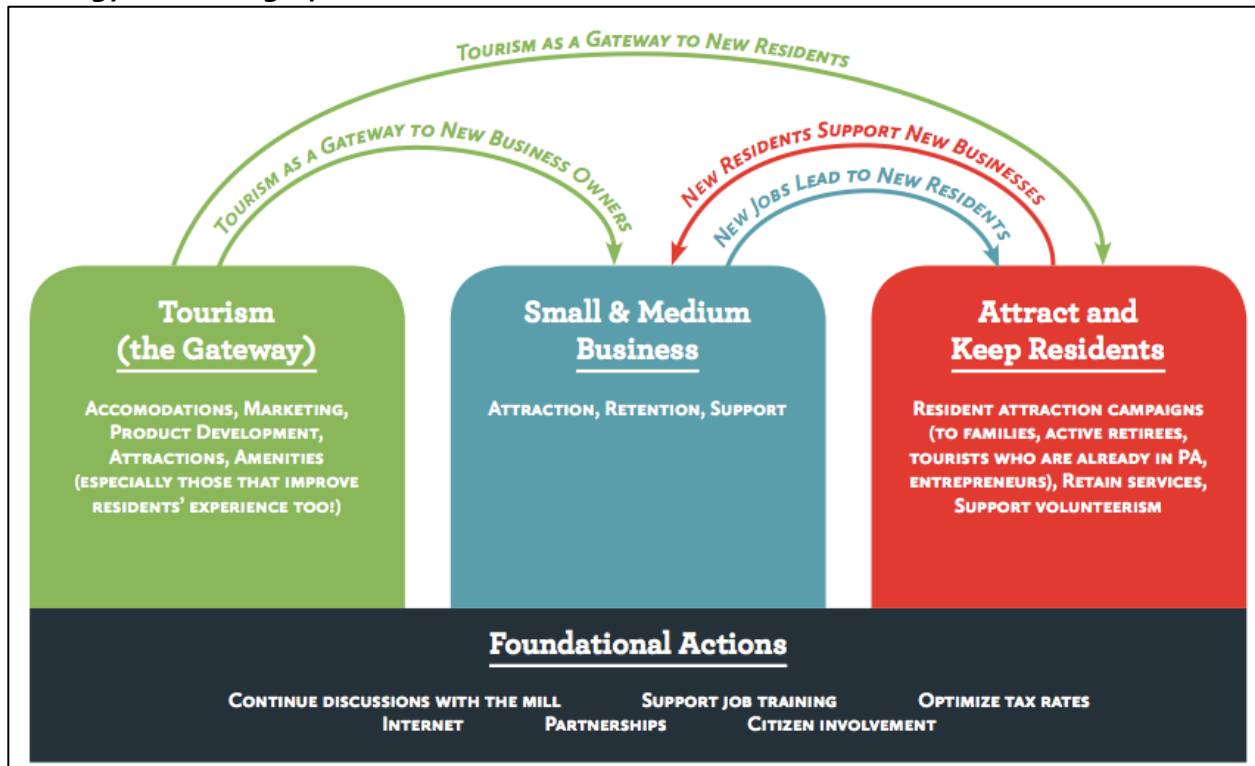 TOURISM AS A GATEWAY TO NEW RESIDENTS
TOURISM AS A GATEWAY TO NEW BUSINESS OWNERS
NEW RESIDENTS SUPPORT NEW BUSINESSES
NEW JOBS LEAD TO NEW RESIDENTS
Tourism
(the Gateway)
ACCOMODATIONS, MARKETING,
PRODUCT DEVELOPMENT,
ATTRACTIONS, AMENITIES
(ESPECIALLY THOSE THAT IMPROVE
RESIDENTS' EXPERIENCE TOO!)
Small & Medium
Business
ATTRACTION, RETENTION, SUPPORT
Attract and
Keep Residents
RESIDENT ATTRACTION CAMPAIGNS
(TO FAMILIES, ACTIVE RETIREES,
TOURISTS WHO ARE ALREADY IN PA,
ENTREPRENEURS), RETAIN SERVICES,
SUPPORT VOLUNTEERISM
Foundational Actions
CONTINUE DISCUSSIONS WITH THE MILL SUPPORT JOB TRAINING OPTIMIZE TAX RATES
INTERNET PARTNERSHIPS CITIZEN INVOLVEMENT